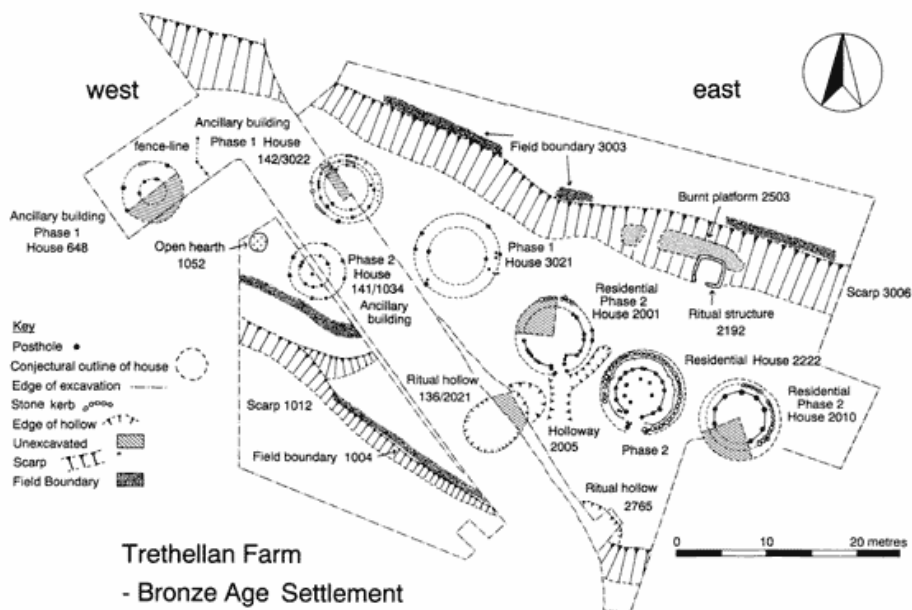 west
east
Ancillary building
Phase 1 House
142/3022
fence-line
Field boundary 3003
Burnt platform 2503
Ancillary building
Phase 1
House 648
Open hearth
1052
Phase 2
House
141/1034
Ancillary
building
Phase 1
House 3021
Residential
Phase 2
House 2001
Ritual structure
2192
Scarp 3006
Key
Posthole
Conjectural outline of house
Edge of excavation
Stone kerb
Edge of hollow
Unexcavated
Scarp
Field Boundary
Scarp 1012
Ritual hollow
136/2021
Residential House 2222
Residential
Phase 2
House 2010
Holloway
2005
Phase 2
Field boundary 1004
Ritual hollow
2765
0 10 20 metres
Trethellan Farm
- Bronze Age Settlement